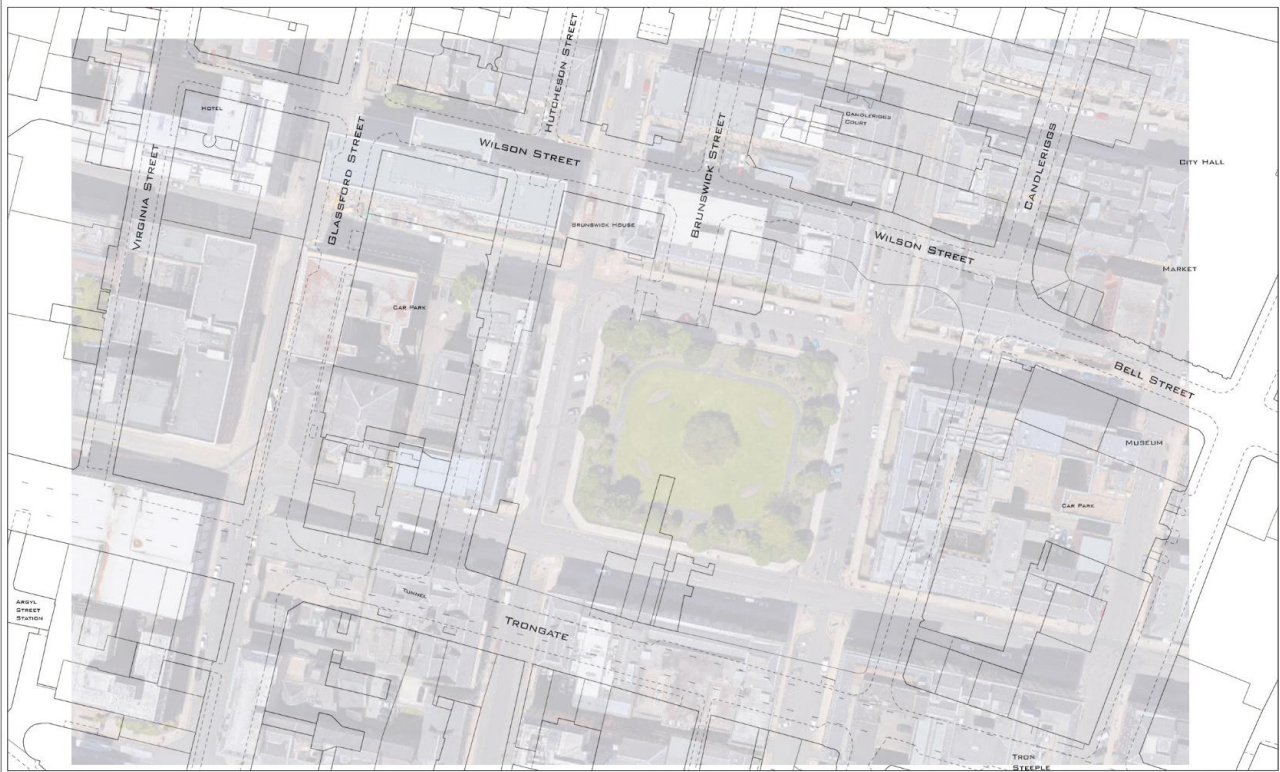 HUTCHESON STREET
HOTEL
CANDLERIGGS
COURT
WILSON STREET
BRUNSWICK STREET
CANDLERIGGS
CITY HALL
VIRGINIA STREET
GLASSFORD STREET
BRUNSWICK HOUSE
WILSON STREET
MARKET
CAR PARK
BELL STREET
MUSEUM
CAR PARK
ARGYL
STREET
STATION
TUNNEL
TRONGATE
TRON
STEEPLE